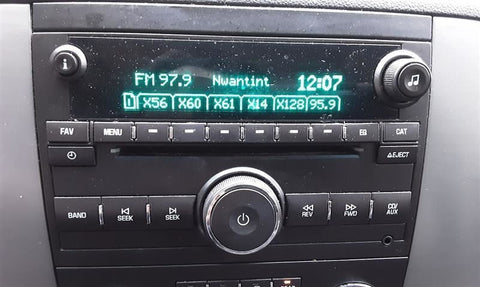 FM 97.9 Nwantint 12:07
1 X56 X60 X61 X14 X128 95.9
FAV MENU EQ CAT
EJECT
BAND SEEK SEEK REV FWD CD/AUX